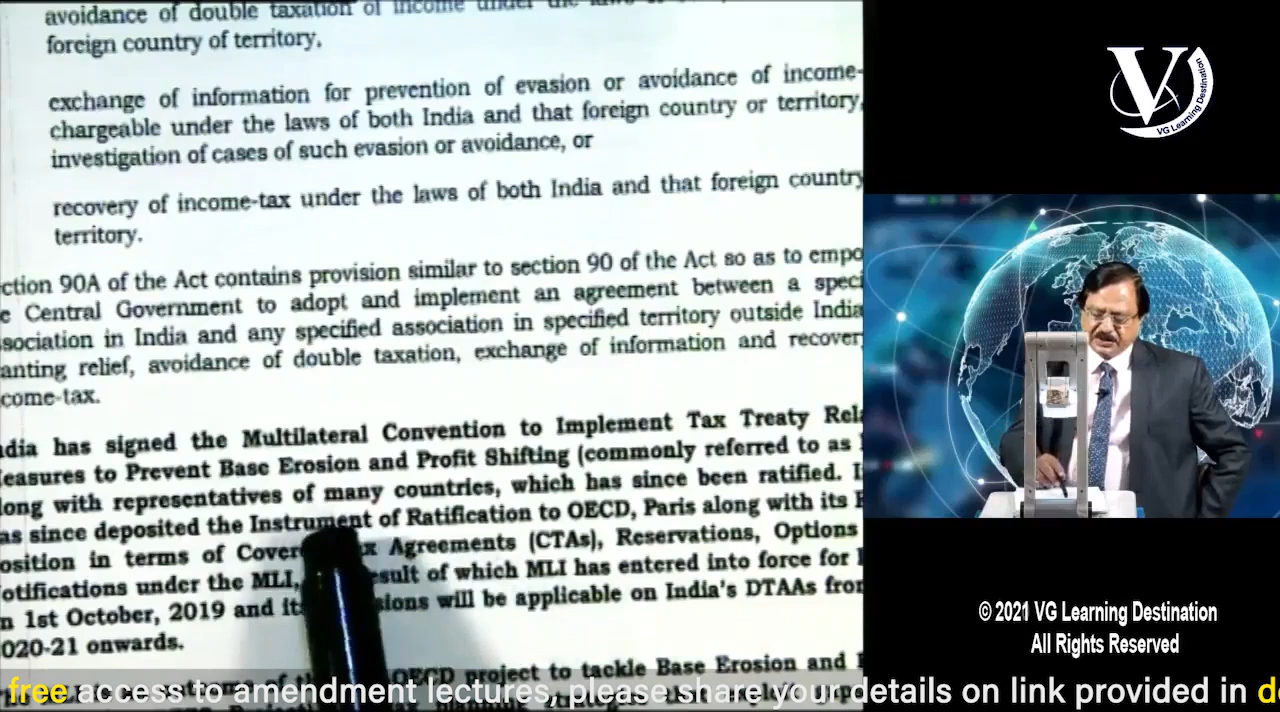 avoidance of double taxation of income under the
foreign country of territory.
exchange of information for prevention of evasion or avoidance of income-
chargeable under the laws of both India and that foreign country or territory,
investigation of cases of such evasion or avoidance, or
recovery of income-tax under the laws of both India and that foreign country
territory.
ction 90A of the Act contains provision similar to section 90 of the Act so as to empo
e Central Government to adopt and implement an agreement between a speci
sociation in India and any specified association in specified territory outside India
anting relief, avoidance of double taxation, exchange of information and recover
come-tax.
ndia has signed the Multilateral Convention to Implement Tax Treaty Rela
easures to Prevent Base Erosion and Profit Shifting (commonly referred to as
long with representatives of many countries, which has since been ratified.
as since deposited the Instrument of Ratification to OECD, Paris along with its
osition in terms of Cover x Agreements (CTAs), Reservations, Options
otifications under the MLI, sult of which MLI has entered into force for
n 1st October, 2019 and its sions will be applicable on India's DTAAs from
020-21 onwards.
OECD project to tackle Base Erosion and
free access to amendment lectures, please share your details on link provided in d
V
VG Learning Destination
© 2021 VG Learning Destination
All Rights Reserved